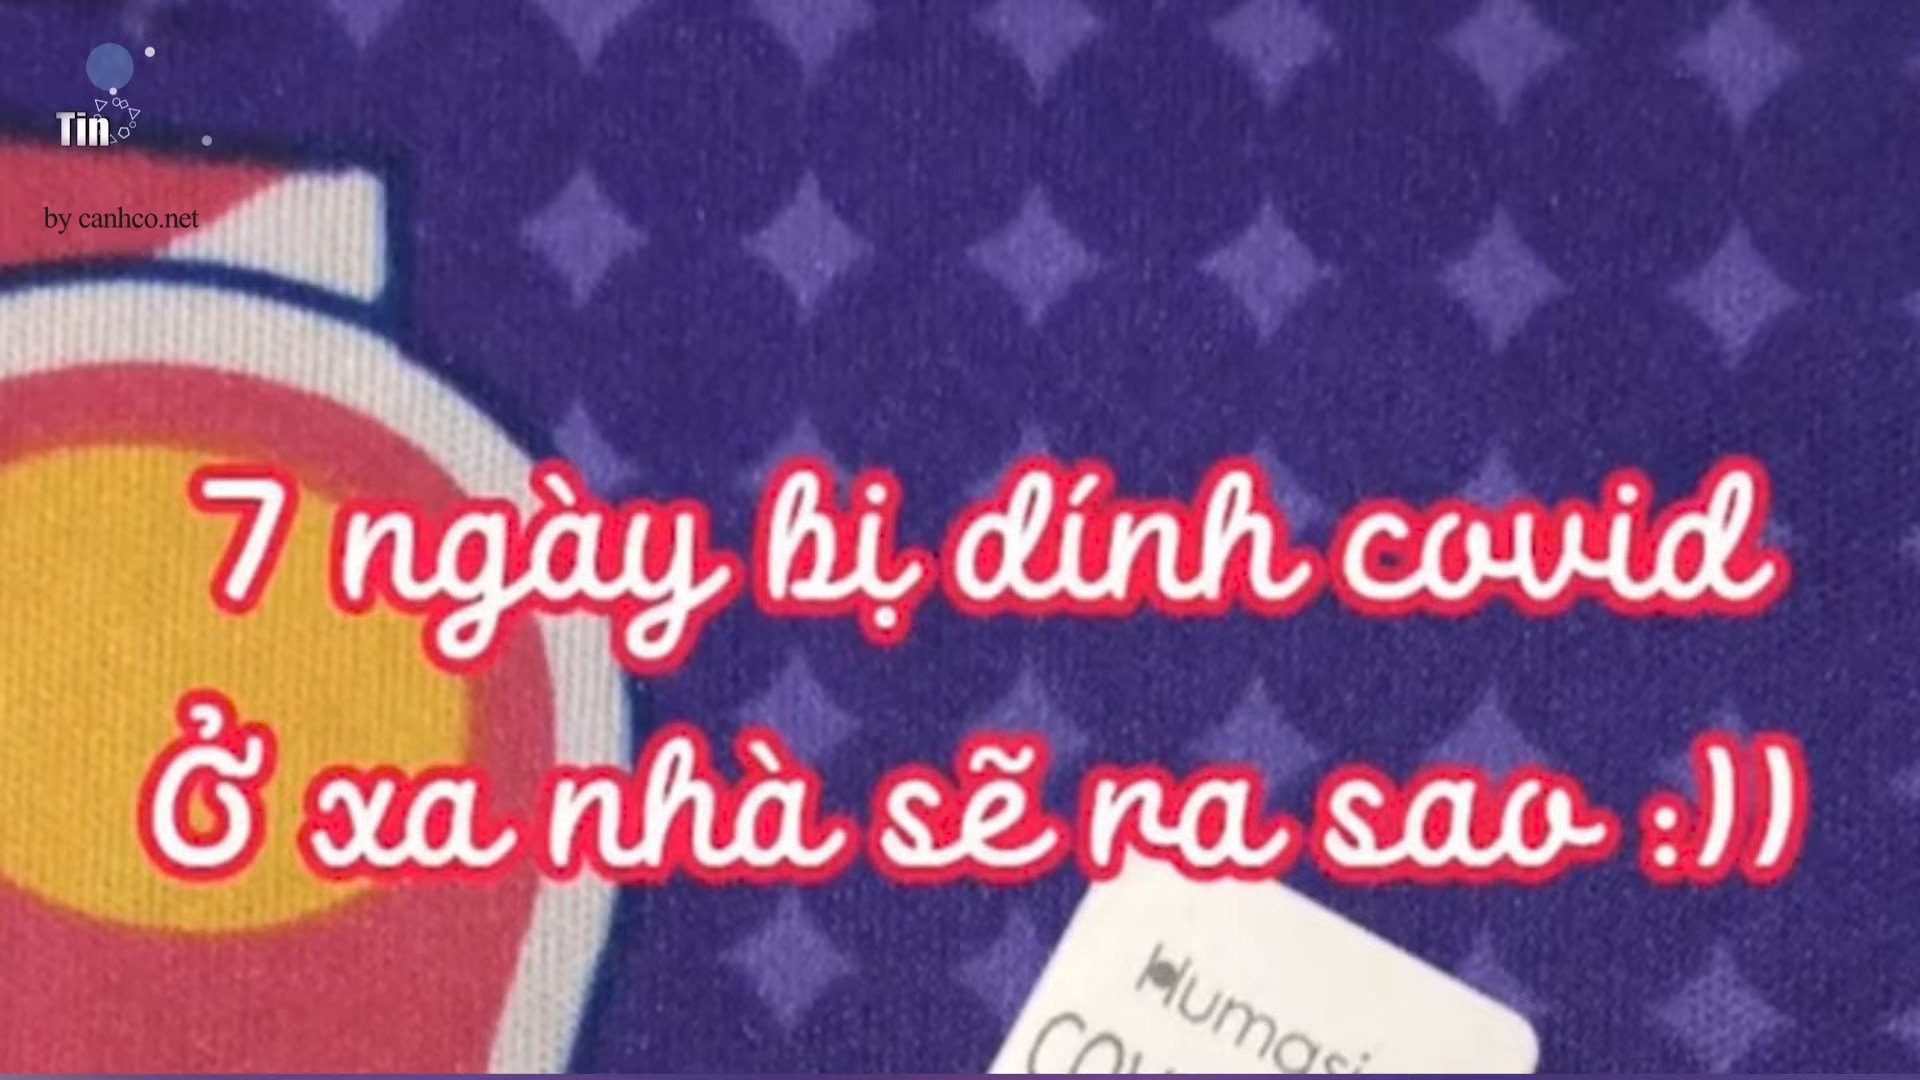 Tin
by canhco.net
7 ngày bị dính covid
Ở xa nhà sẽ ra sao :))
Humasi